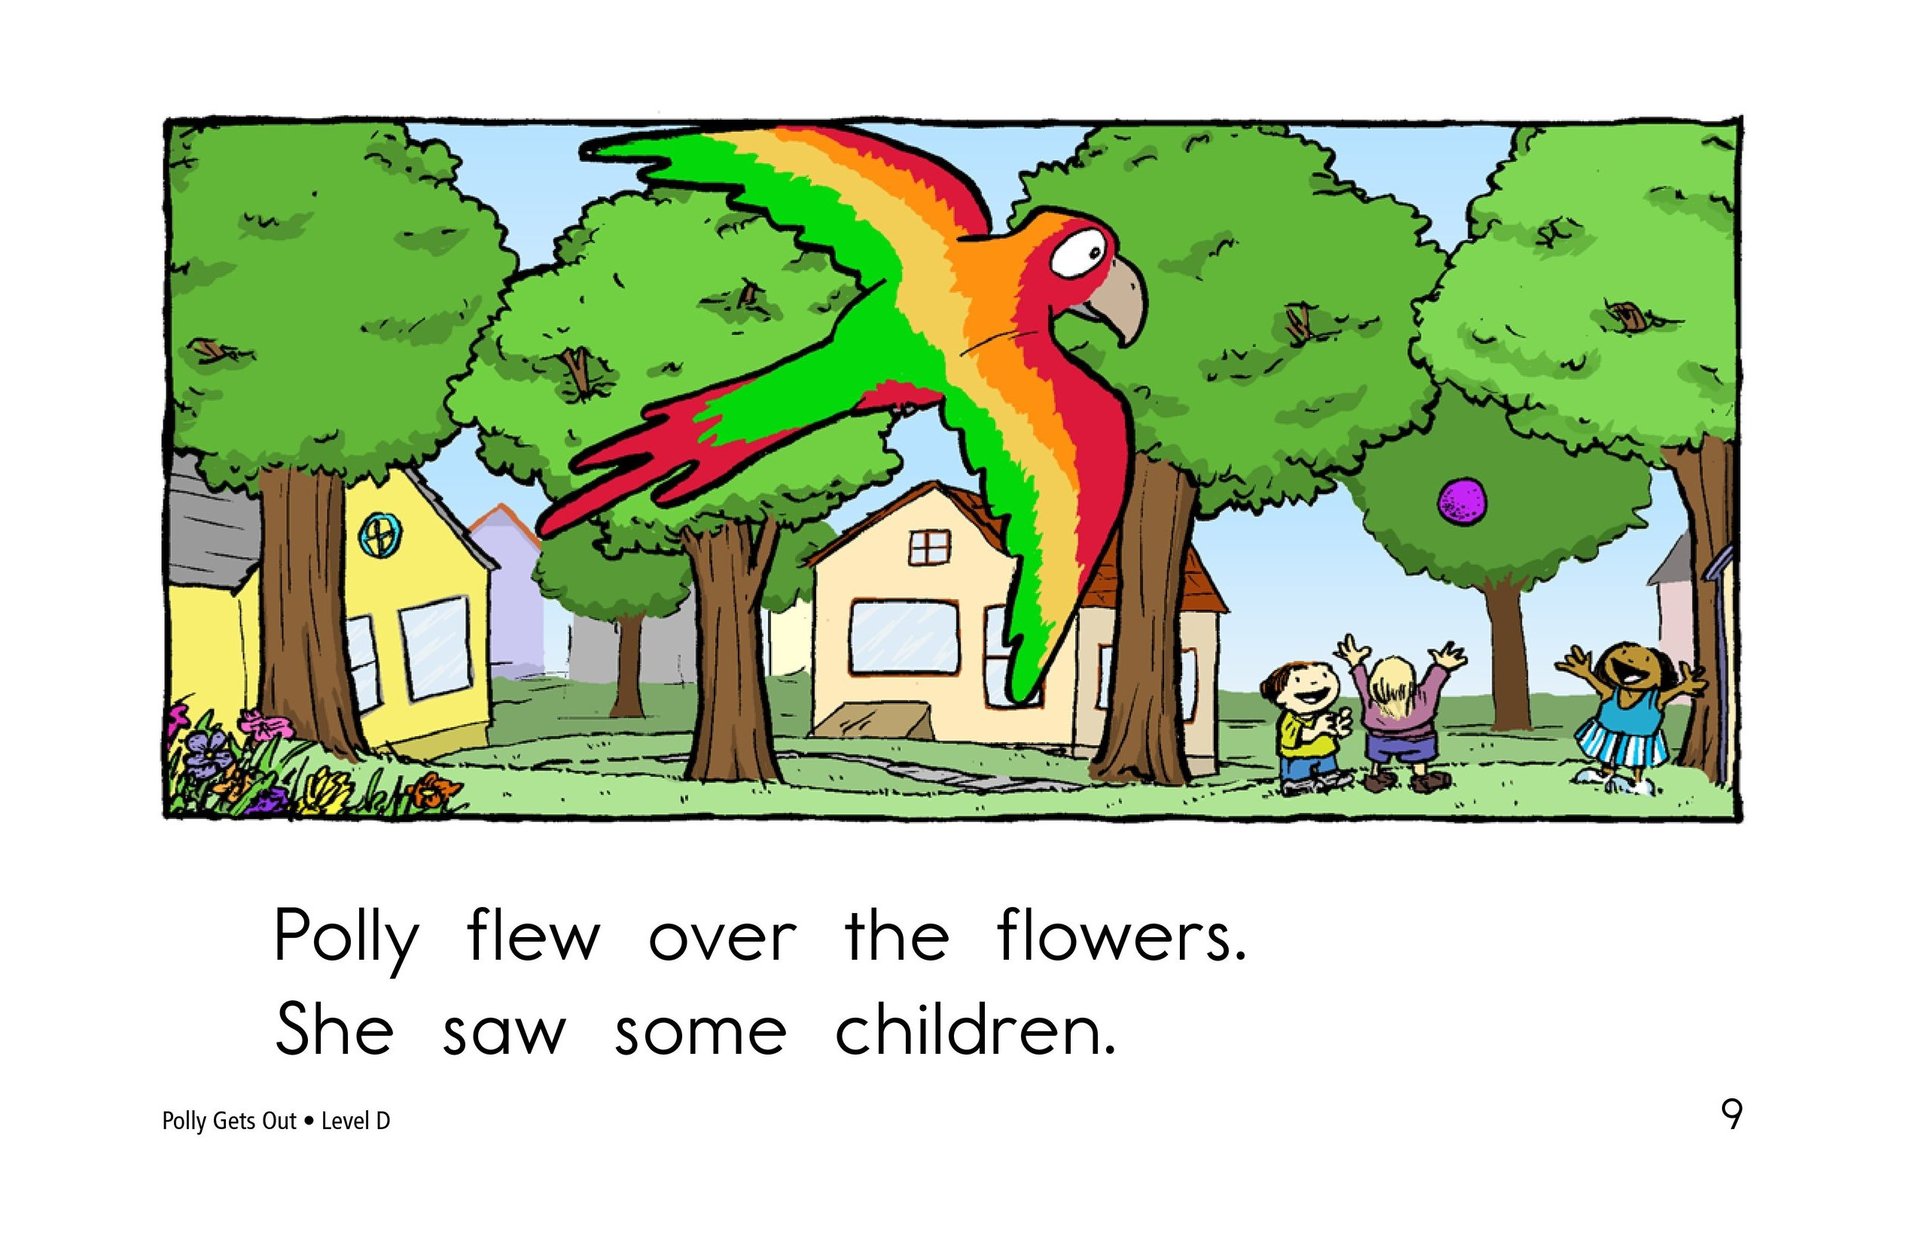 Polly flew over the flowers.
She saw some children.
Polly Gets Out • Level D
9